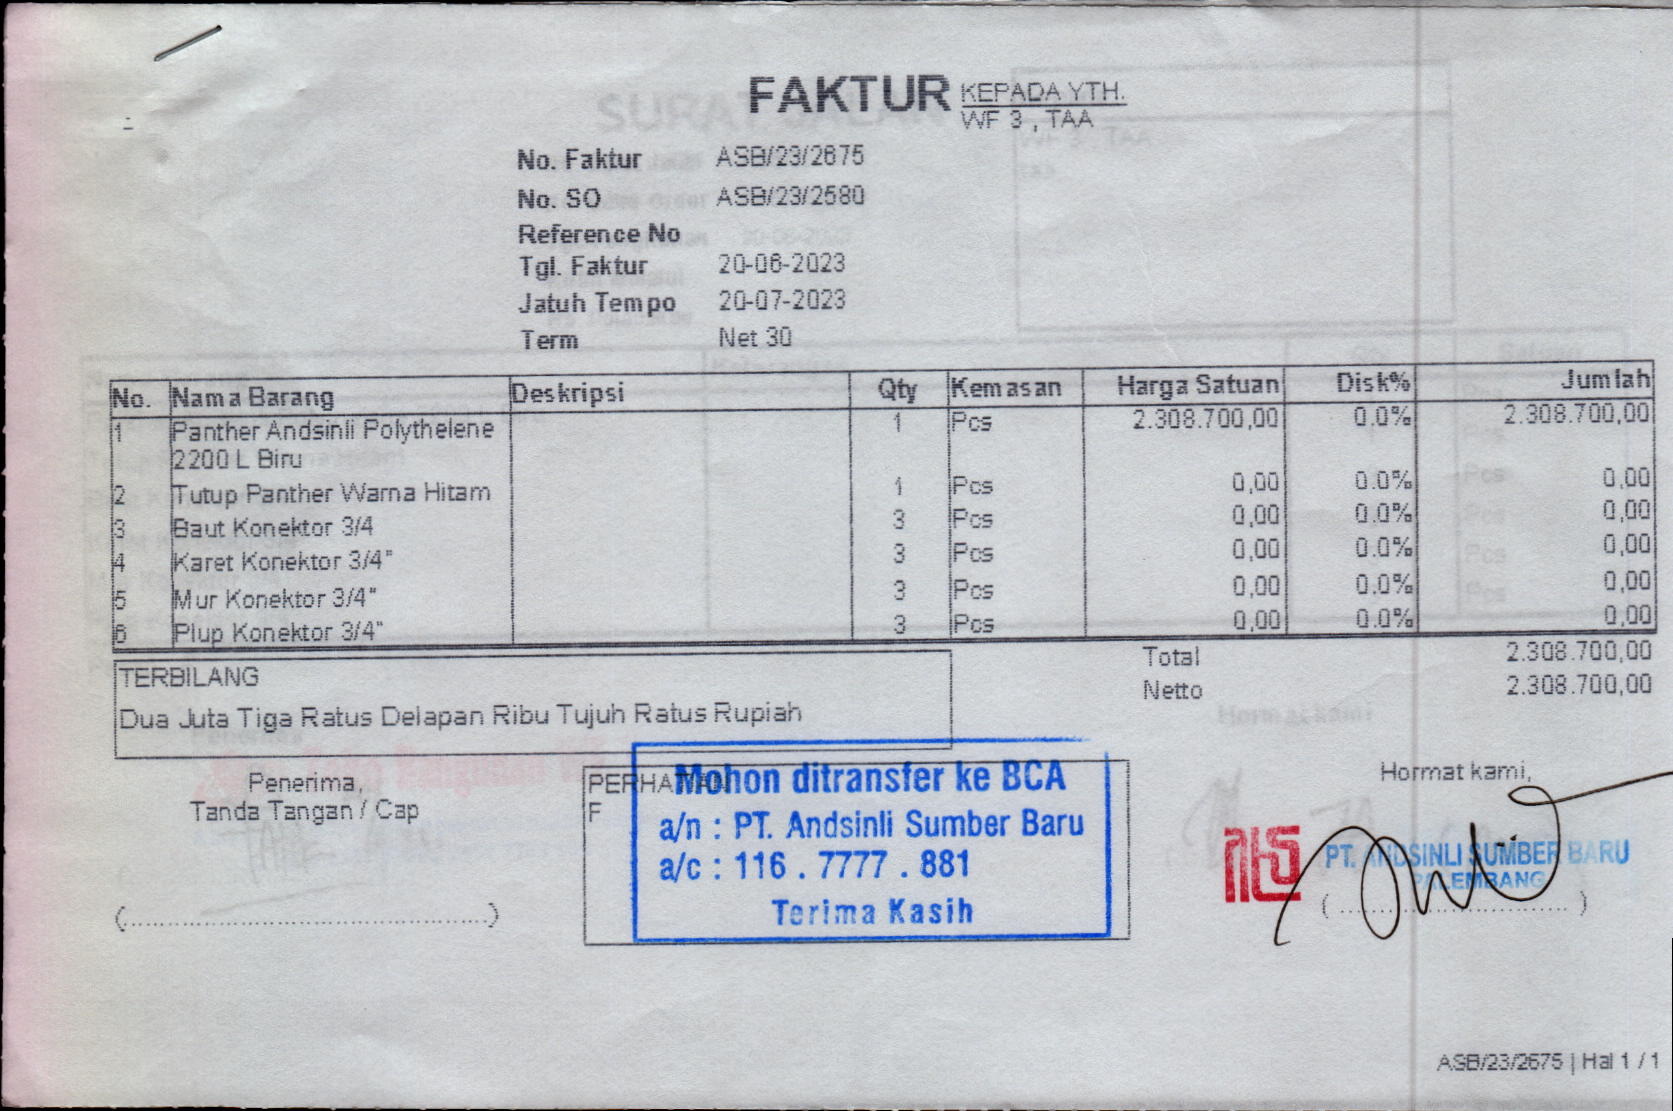 FAKTUR
KEPADA YTH.
WF 3 , TAA
No. Faktur ASB/23/2675
No. SO ASB/23/2580
Reference No
Tgl. Faktur 20-06-2023
Jatuh Tempo 20-07-2023
Term Net 30
No. Nama Barang Deskripsi Qty Kemasan Harga Satuan Disk% Jumlah
1 Panther Andsinli Polythelene 1 Pcs 2.308.700,00 0.0% 2.308.700,00
2200 L Biru
2 Tutup Panther Warna Hitam 1 Pcs 0,00 0.0% 0,00
3 Baut Konektor 3/4 3 Pcs 0,00 0.0% 0,00
4 Karet Konektor 3/4" 3 Pcs 0,00 0.0% 0,00
5 Mur Konektor 3/4" 3 Pcs 0,00 0.0% 0,00
6 Plup Konektor 3/4" 3 Pcs 0,00 0.0% 0,00
Total 2.308.700,00
Netto 2.308.700,00
TERBILANG
Dua Juta Tiga Ratus Delapan Ribu Tujuh Ratus Rupiah
Penerima,
Tanda Tangan / Cap
(........................................)
PERHATIAN
F
Mohon ditransfer ke BCA
a/n : PT. Andsinli Sumber Baru
a/c : 116 . 7777 . 881
Terima Kasih
Hormat kami,
PT. ANDSINLI SUMBER BARU
PALEMBANG
( .............................. )
ASB/23/2675 | Hal 1 / 1